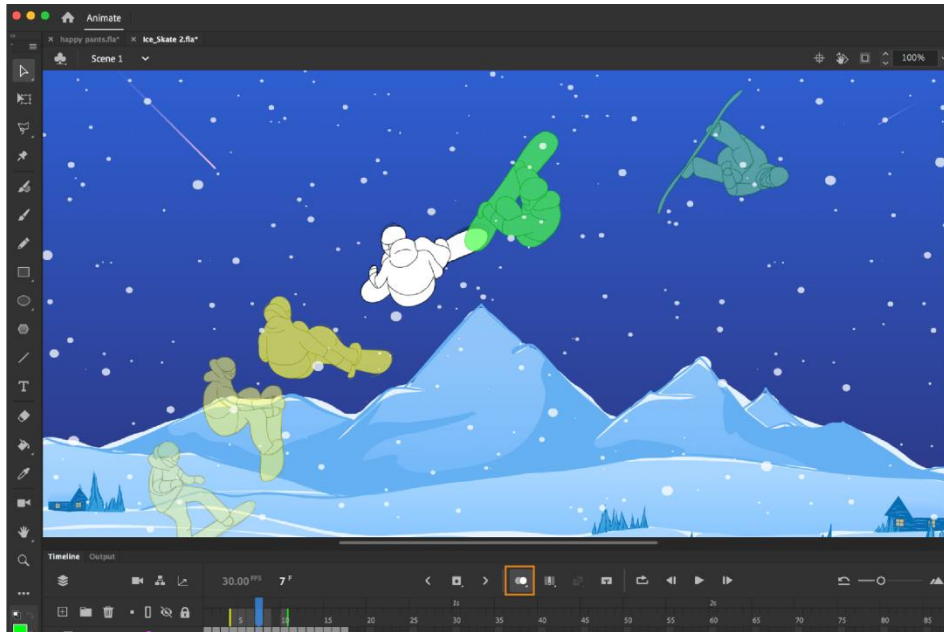 Animate
happy pants.fla*
Ice_Skate 2.fla*
Scene 1
100%
T
Timeline Output
30.00 FPS 7 F
1s 2s
5 10 15 20 25 30 35 40 45 50 55 60 65 70 75 80 85